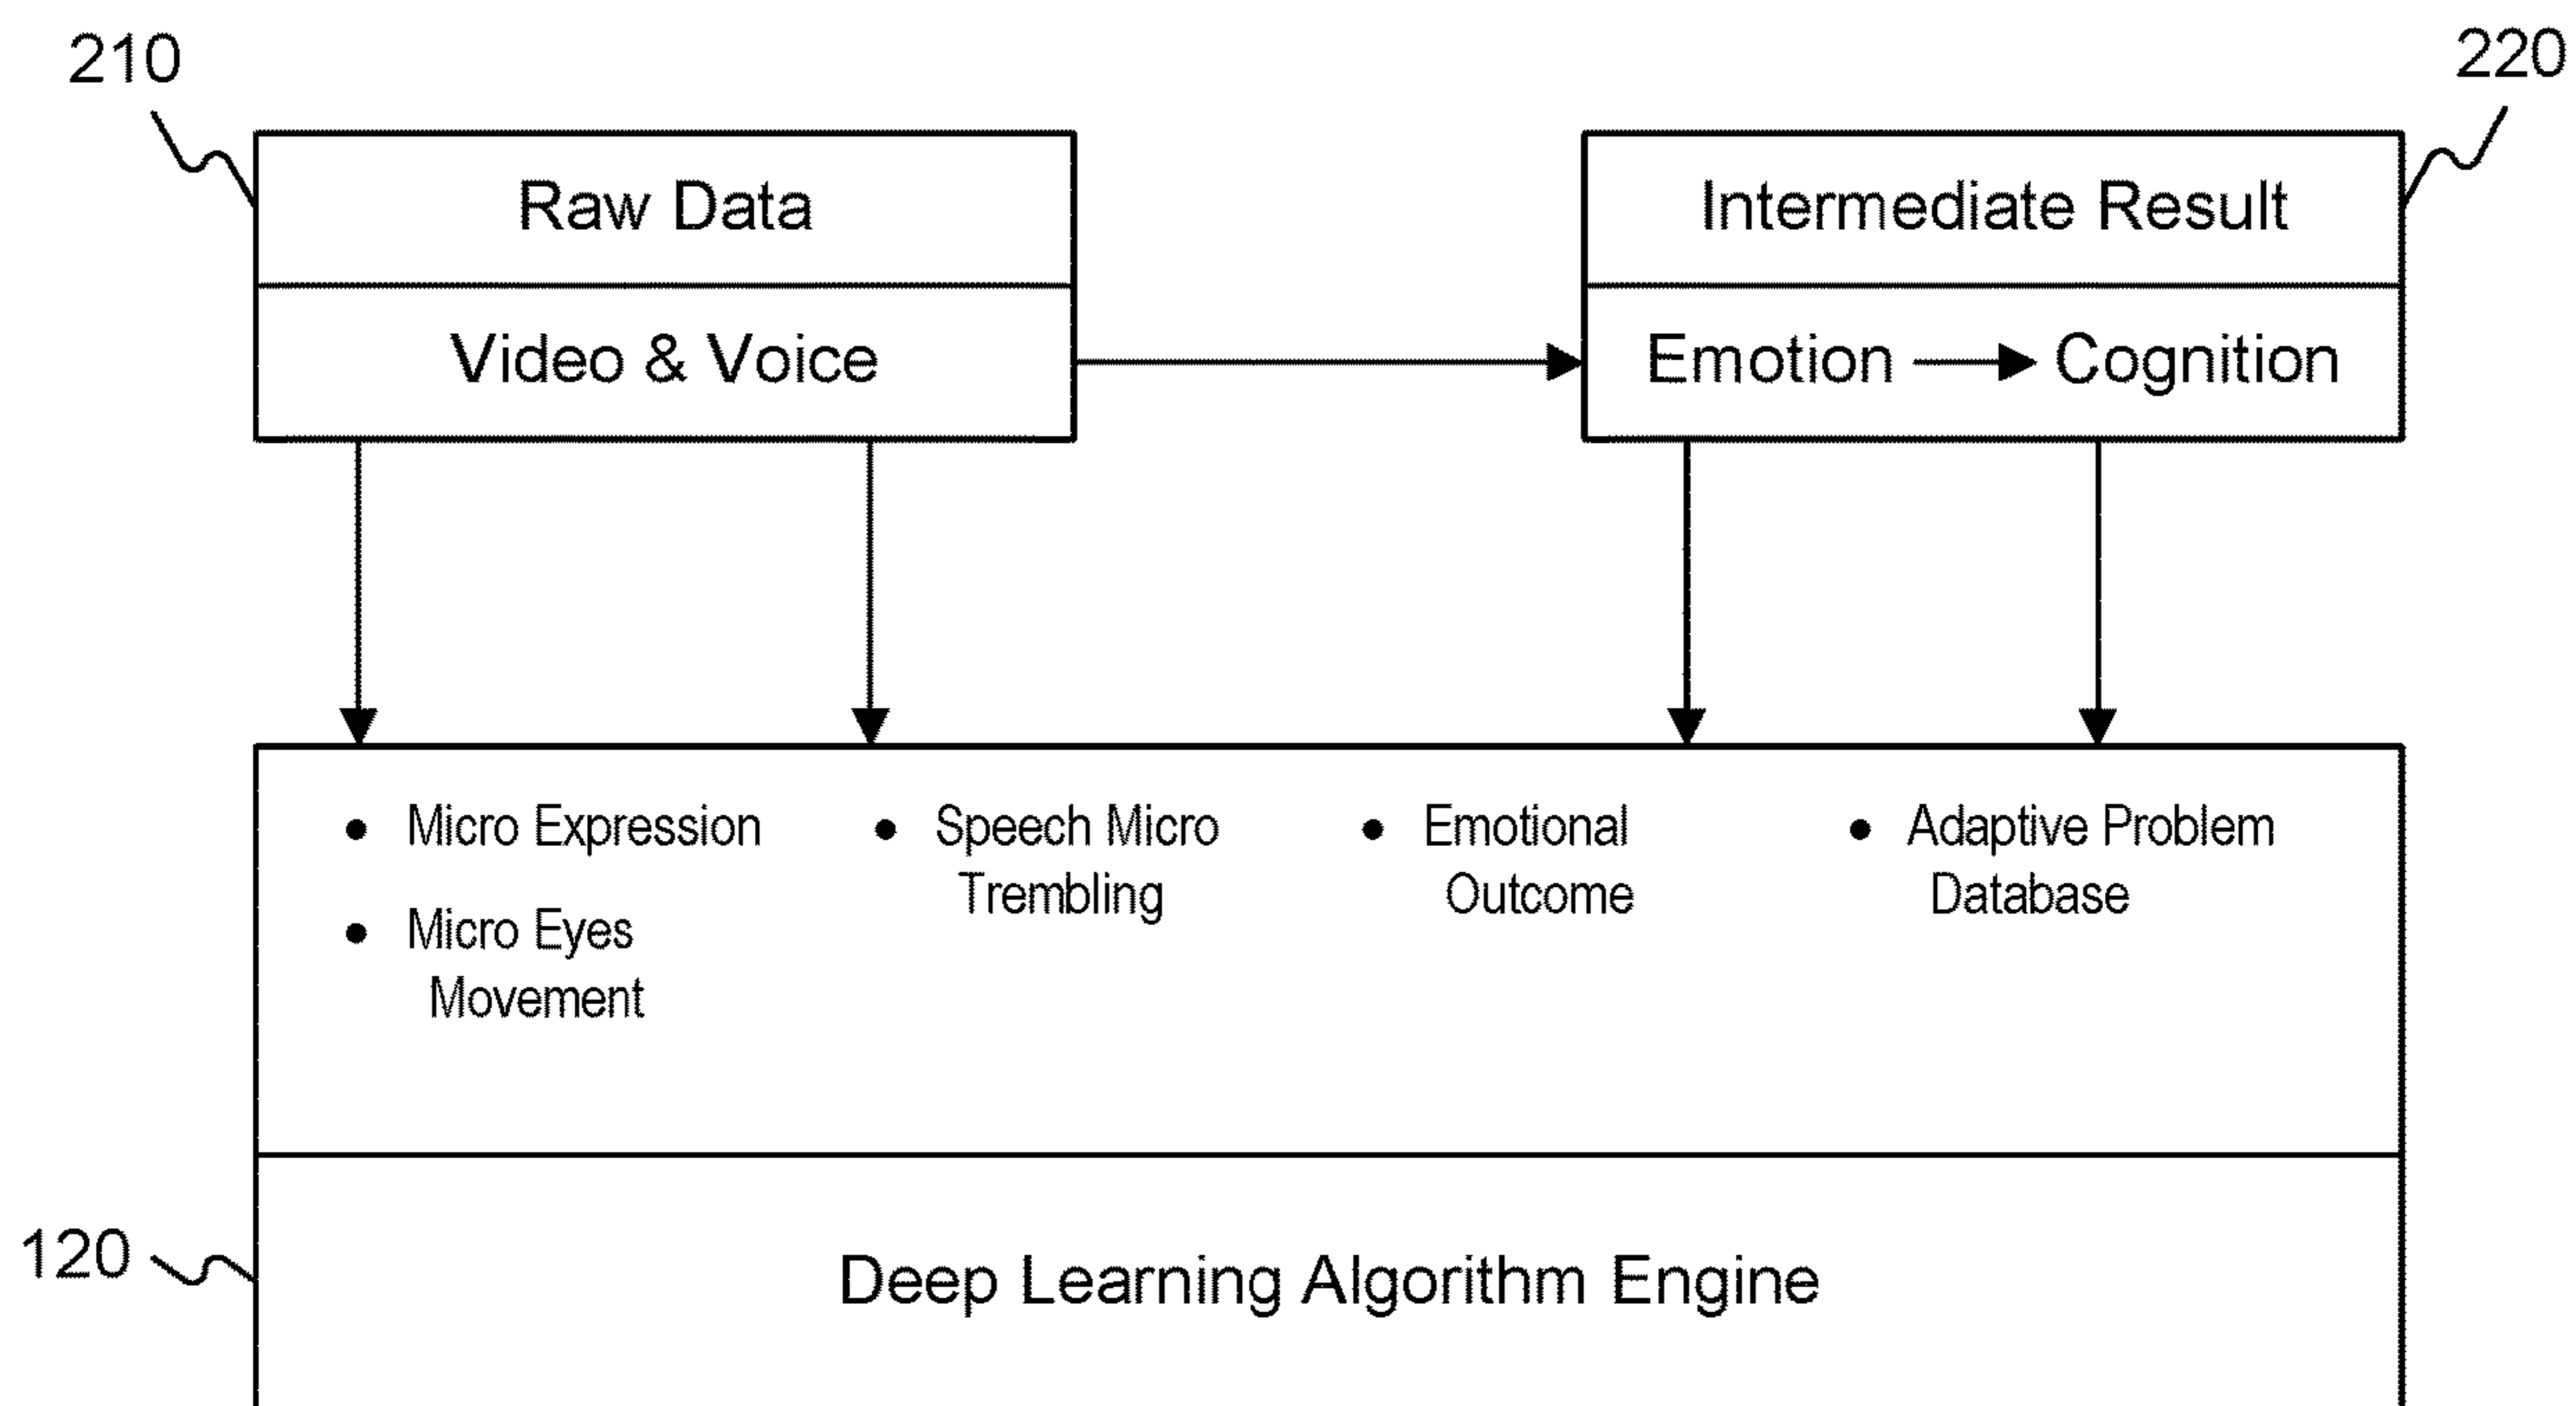 210
220
Raw Data
Intermediate Result
Video & Voice
Emotion → Cognition
• Micro Expression
• Micro Eyes
Movement
• Speech Micro
Trembling
• Emotional
Outcome
• Adaptive Problem
Database
120
Deep Learning Algorithm Engine